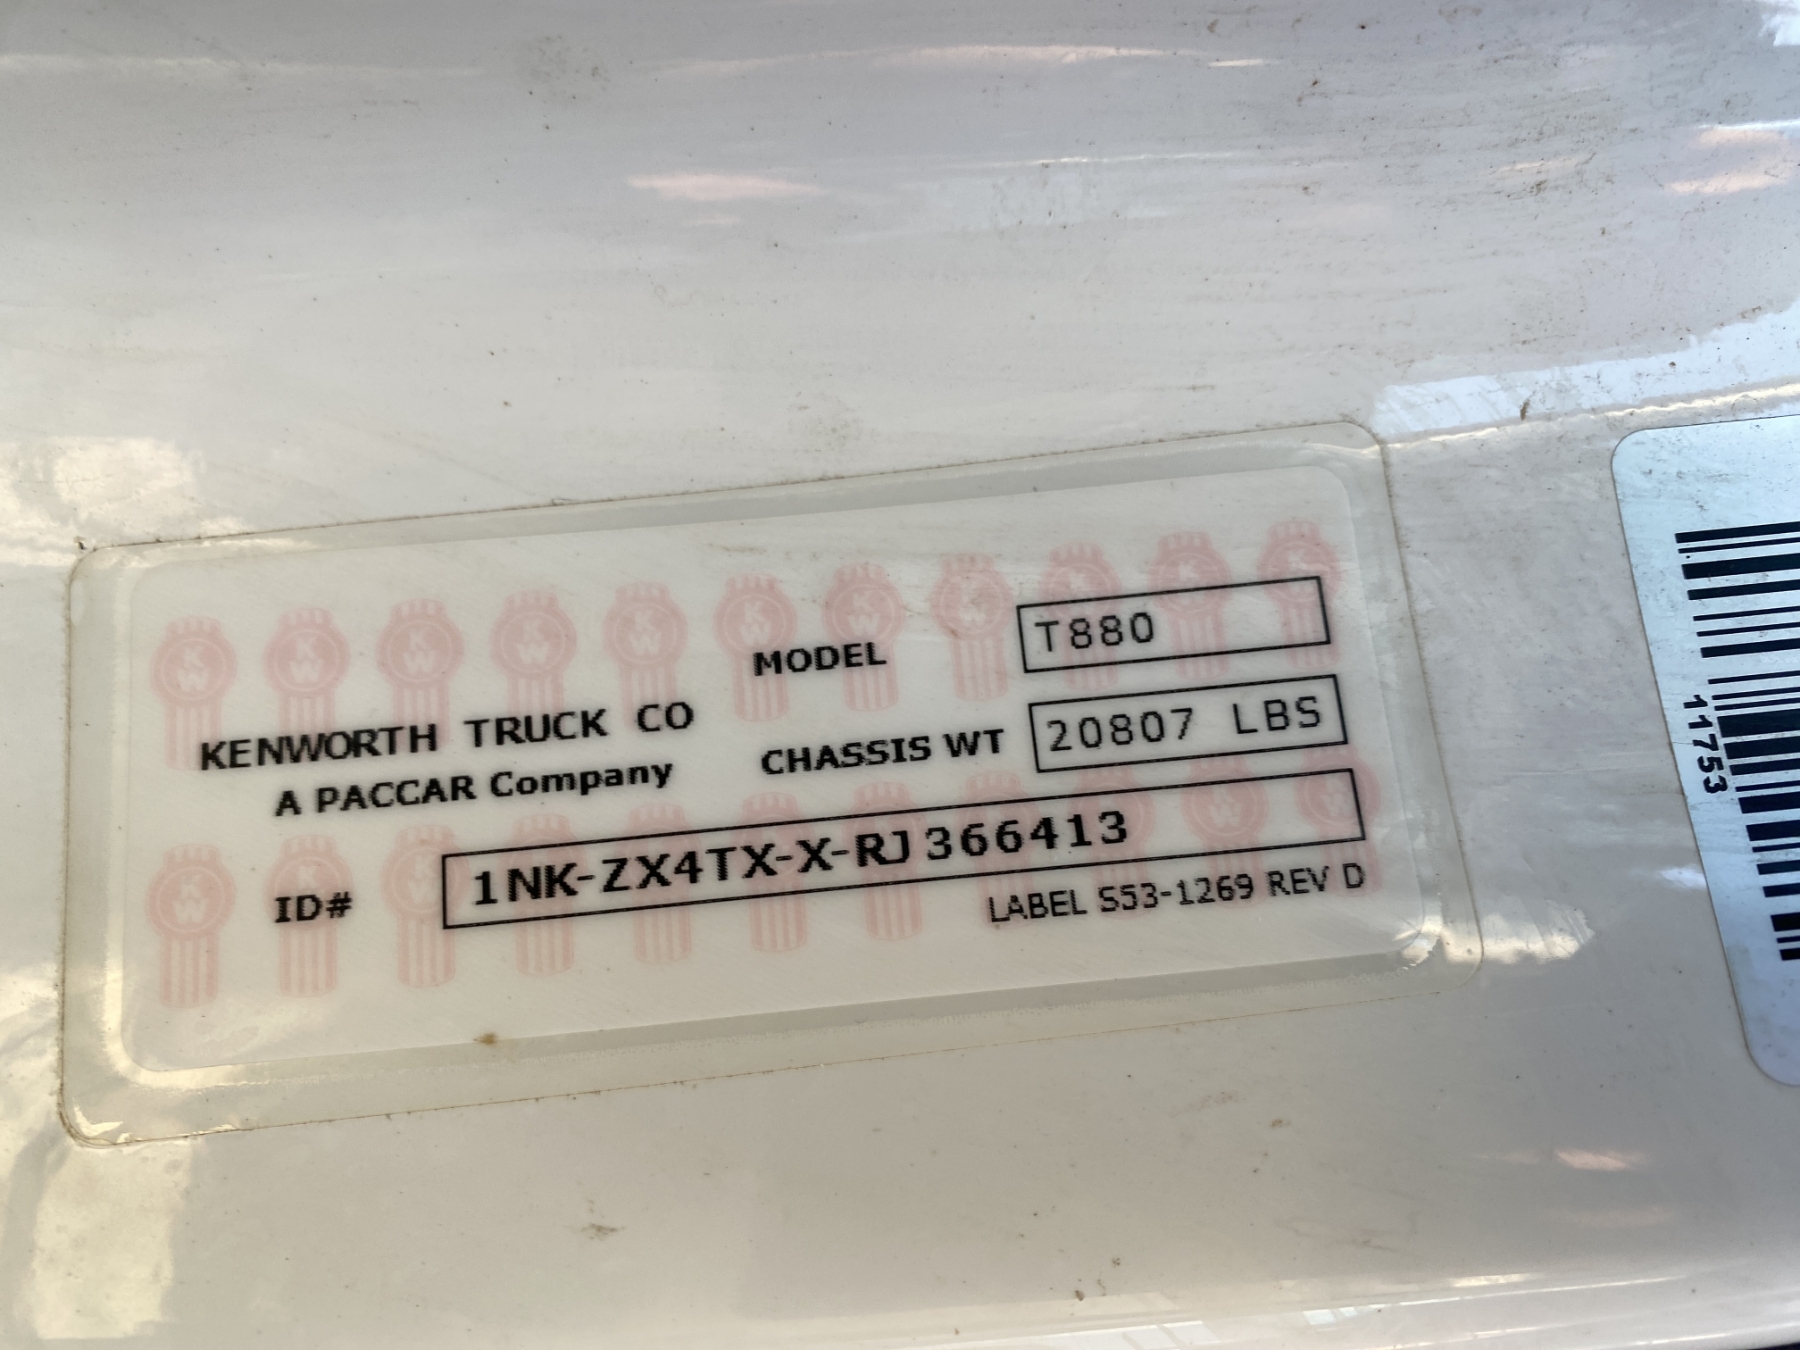 MODEL T880
KENWORTH TRUCK CO
A PACCAR Company
CHASSIS WT 20807 LBS
ID# 1NK-ZX4TX-X-RJ366413
LABEL S53-1269 REV D
11753